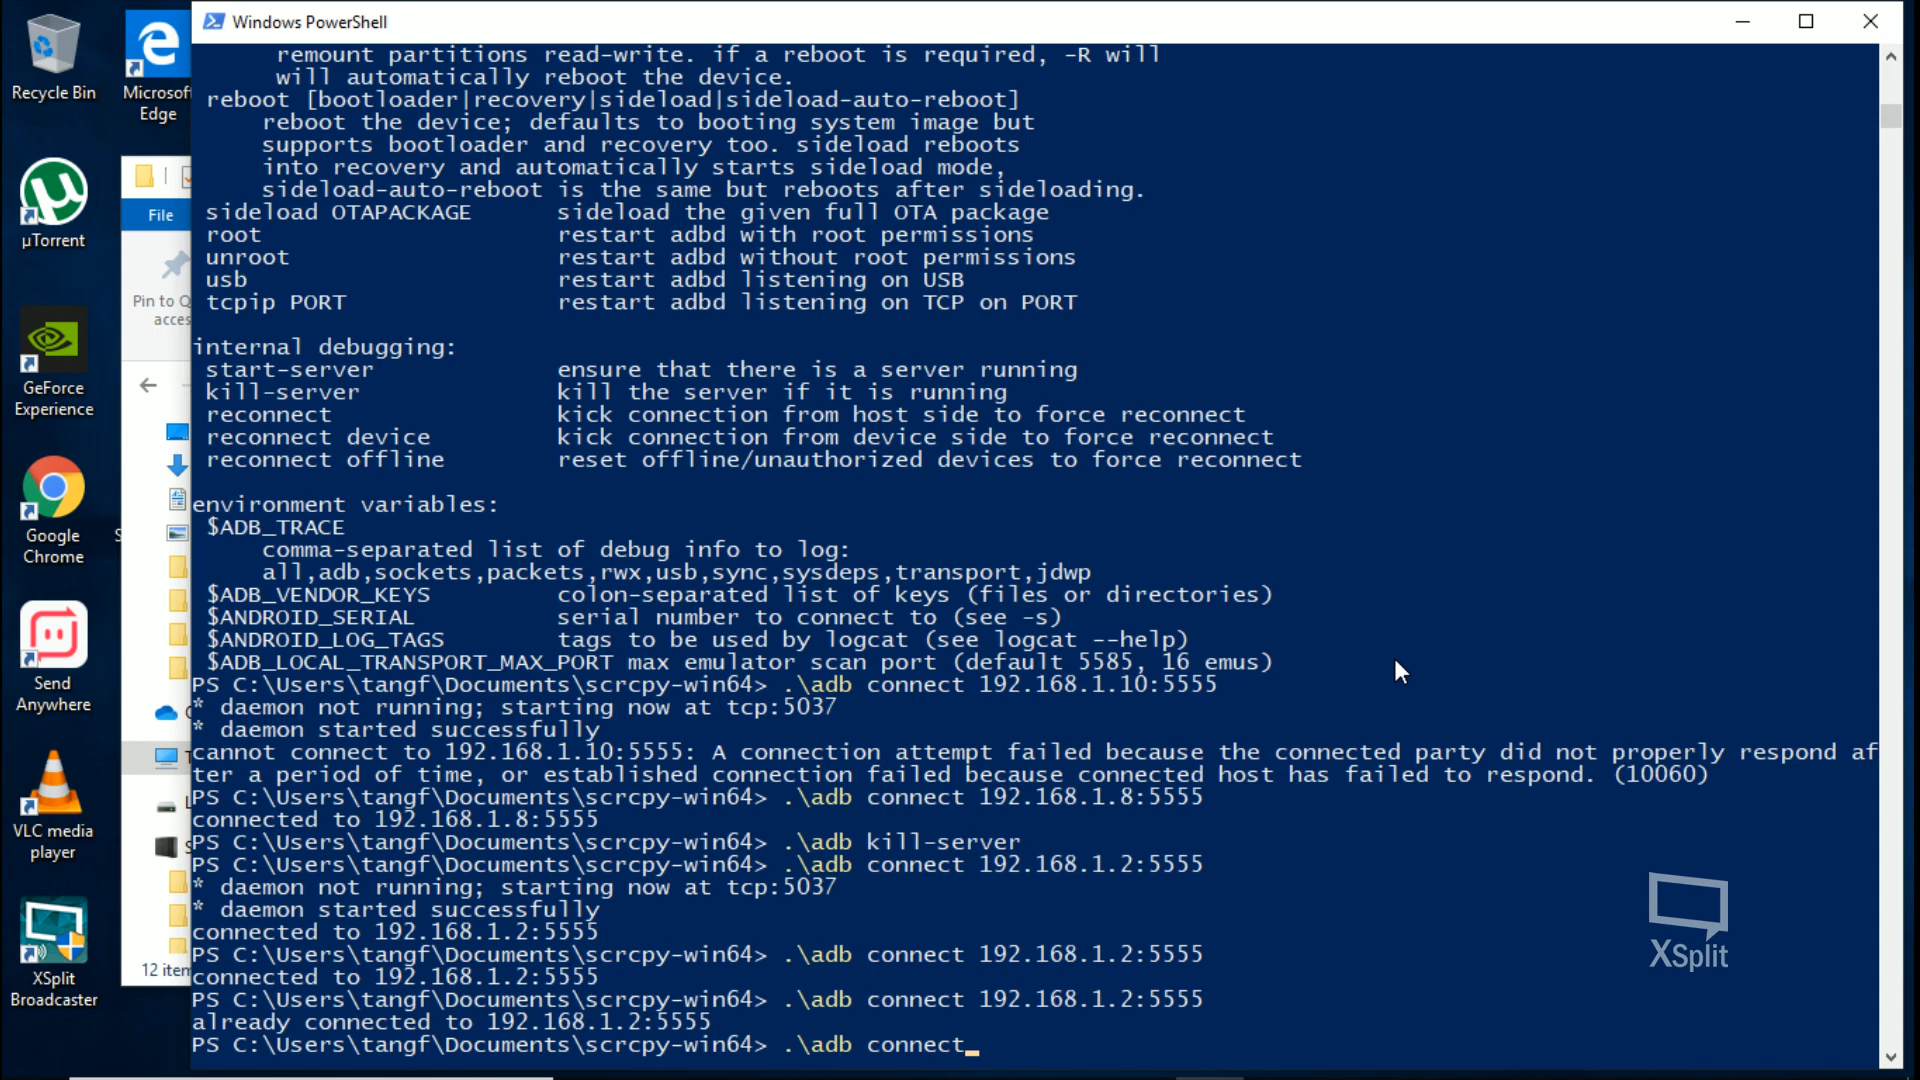 Windows PowerShell
remount partitions read-write. if a reboot is required, -R will
will automatically reboot the device.
reboot [bootloader|recovery|sideload|sideload-auto-reboot]
reboot the device; defaults to booting system image but
supports bootloader and recovery too. sideload reboots
into recovery and automatically starts sideload mode,
sideload-auto-reboot is the same but reboots after sideloading.
sideload OTAPACKAGE sideload the given full OTA package
root restart adbd with root permissions
unroot restart adbd without root permissions
usb restart adbd listening on USB
tcpip PORT restart adbd listening on TCP on PORT
internal debugging:
start-server ensure that there is a server running
kill-server kill the server if it is running
reconnect kick connection from host side to force reconnect
reconnect device kick connection from device side to force reconnect
reconnect offline reset offline/unauthorized devices to force reconnect
environment variables:
$ADB_TRACE
comma-separated list of debug info to log:
all,adb,sockets,packets,rwx,usb,sync,sysdeps,transport,jdwp
$ADB_VENDOR_KEYS colon-separated list of keys (files or directories)
$ANDROID_SERIAL serial number to connect to (see -s)
$ANDROID_LOG_TAGS tags to be used by logcat (see logcat --help)
$ADB_LOCAL_TRANSPORT_MAX_PORT max emulator scan port (default 5585, 16 emus)
PS C:\Users\tangf\Documents\scrcpy-win64> .\adb connect 192.168.1.10:5555
* daemon not running; starting now at tcp:5037
* daemon started successfully
cannot connect to 192.168.1.10:5555: A connection attempt failed because the connected party did not properly respond af
ter a period of time, or established connection failed because connected host has failed to respond. (10060)
PS C:\Users\tangf\Documents\scrcpy-win64> .\adb connect 192.168.1.8:5555
connected to 192.168.1.8:5555
PS C:\Users\tangf\Documents\scrcpy-win64> .\adb kill-server
PS C:\Users\tangf\Documents\scrcpy-win64> .\adb connect 192.168.1.2:5555
* daemon not running; starting now at tcp:5037
* daemon started successfully
connected to 192.168.1.2:5555
PS C:\Users\tangf\Documents\scrcpy-win64> .\adb connect 192.168.1.2:5555
connected to 192.168.1.2:5555
PS C:\Users\tangf\Documents\scrcpy-win64> .\adb connect 192.168.1.2:5555
already connected to 192.168.1.2:5555
PS C:\Users\tangf\Documents\scrcpy-win64> .\adb connect
Recycle Bin
Microsof
Edge
µTorrent
GeForce
Experience
Google
Chrome
Send
Anywhere
VLC media
player
XSplit
Broadcaster
File
Pin to Q
acces
12 item
XSplit